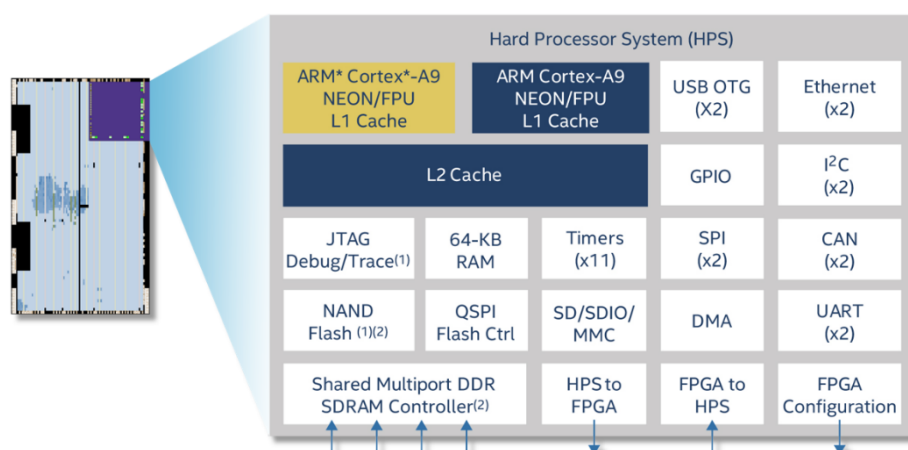 Hard Processor System (HPS)
ARM* Cortex*-A9
NEON/FPU
L1 Cache
ARM Cortex-A9
NEON/FPU
L1 Cache
USB OTG
(X2)
Ethernet
(x2)
L2 Cache
GPIO
I²C
(x2)
JTAG
Debug/Trace⁽¹⁾
64-KB
RAM
Timers
(x11)
SPI
(x2)
CAN
(x2)
NAND
Flash ⁽¹⁾⁽²⁾
QSPI
Flash Ctrl
SD/SDIO/
MMC
DMA
UART
(x2)
Shared Multiport DDR
SDRAM Controller⁽²⁾
HPS to
FPGA
FPGA to
HPS
FPGA
Configuration